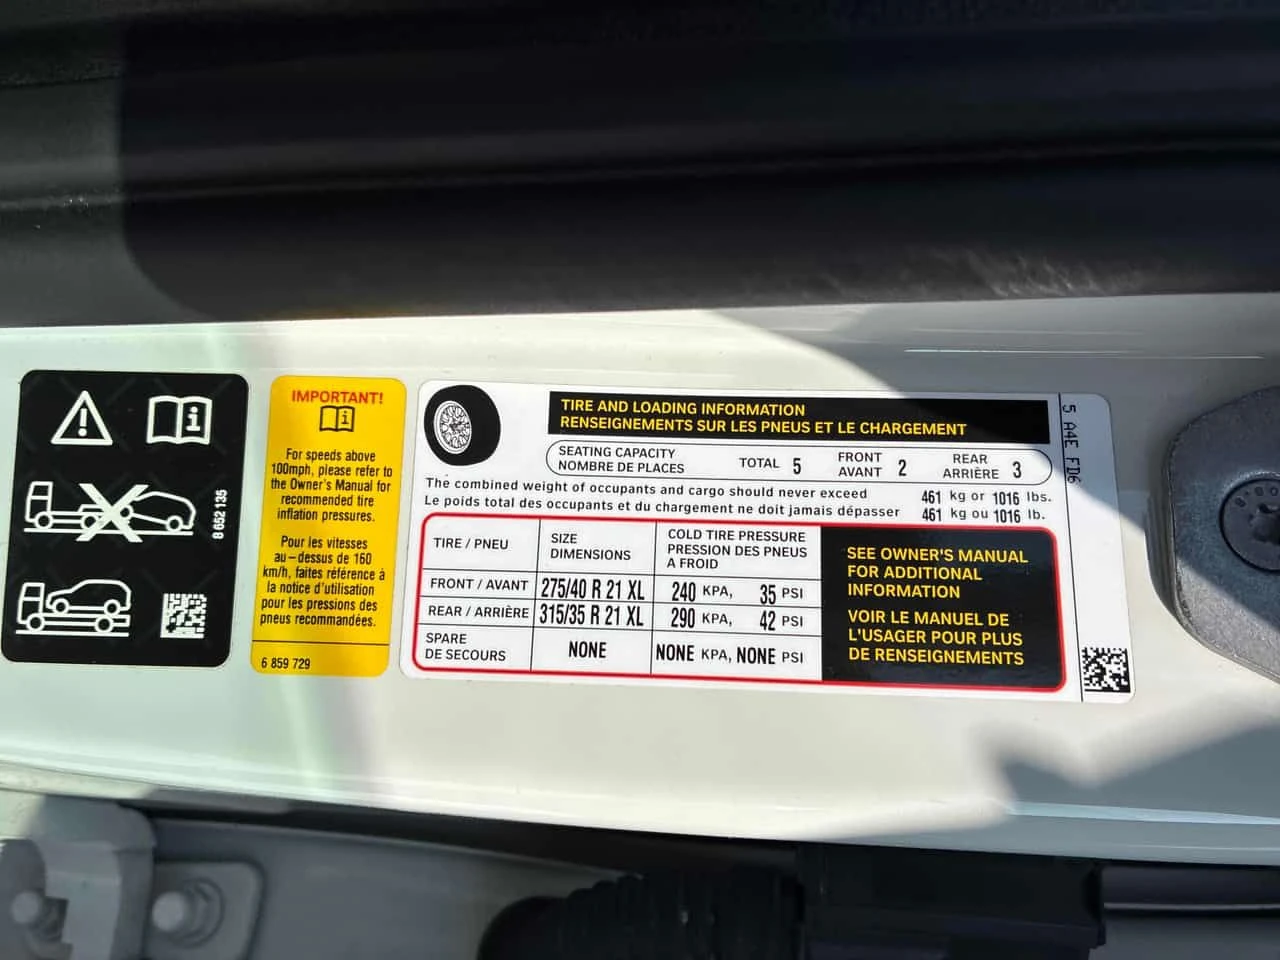 8 652 135
IMPORTANT!
For speeds above
100mph, please refer to
the Owner's Manual for
recommended tire
inflation pressures.
Pour les vitesses
au-dessus de 160
km/h, faites référence à
la notice d'utilisation
pour les pressions des
pneus recommandées.
6 859 729
TIRE AND LOADING INFORMATION
RENSEIGNEMENTS SUR LES PNEUS ET LE CHARGEMENT
SEATING CAPACITY
NOMBRE DE PLACES
TOTAL 5
FRONT
AVANT 2
REAR
ARRIÈRE 3
The combined weight of occupants and cargo should never exceed 461 kg or 1016 lbs.
Le poids total des occupants et du chargement ne doit jamais dépasser 461 kg ou 1016 lb.
TIRE / PNEU
SIZE
DIMENSIONS
COLD TIRE PRESSURE
PRESSION DES PNEUS
A FROID
FRONT / AVANT 275/40 R 21 XL 240 KPA, 35 PSI
REAR / ARRIÈRE 315/35 R 21 XL 290 KPA, 42 PSI
SPARE
DE SECOURS
NONE NONE KPA, NONE PSI
SEE OWNER'S MANUAL
FOR ADDITIONAL
INFORMATION
VOIR LE MANUEL DE
L'USAGER POUR PLUS
DE RENSEIGNEMENTS
5 A4E FD6